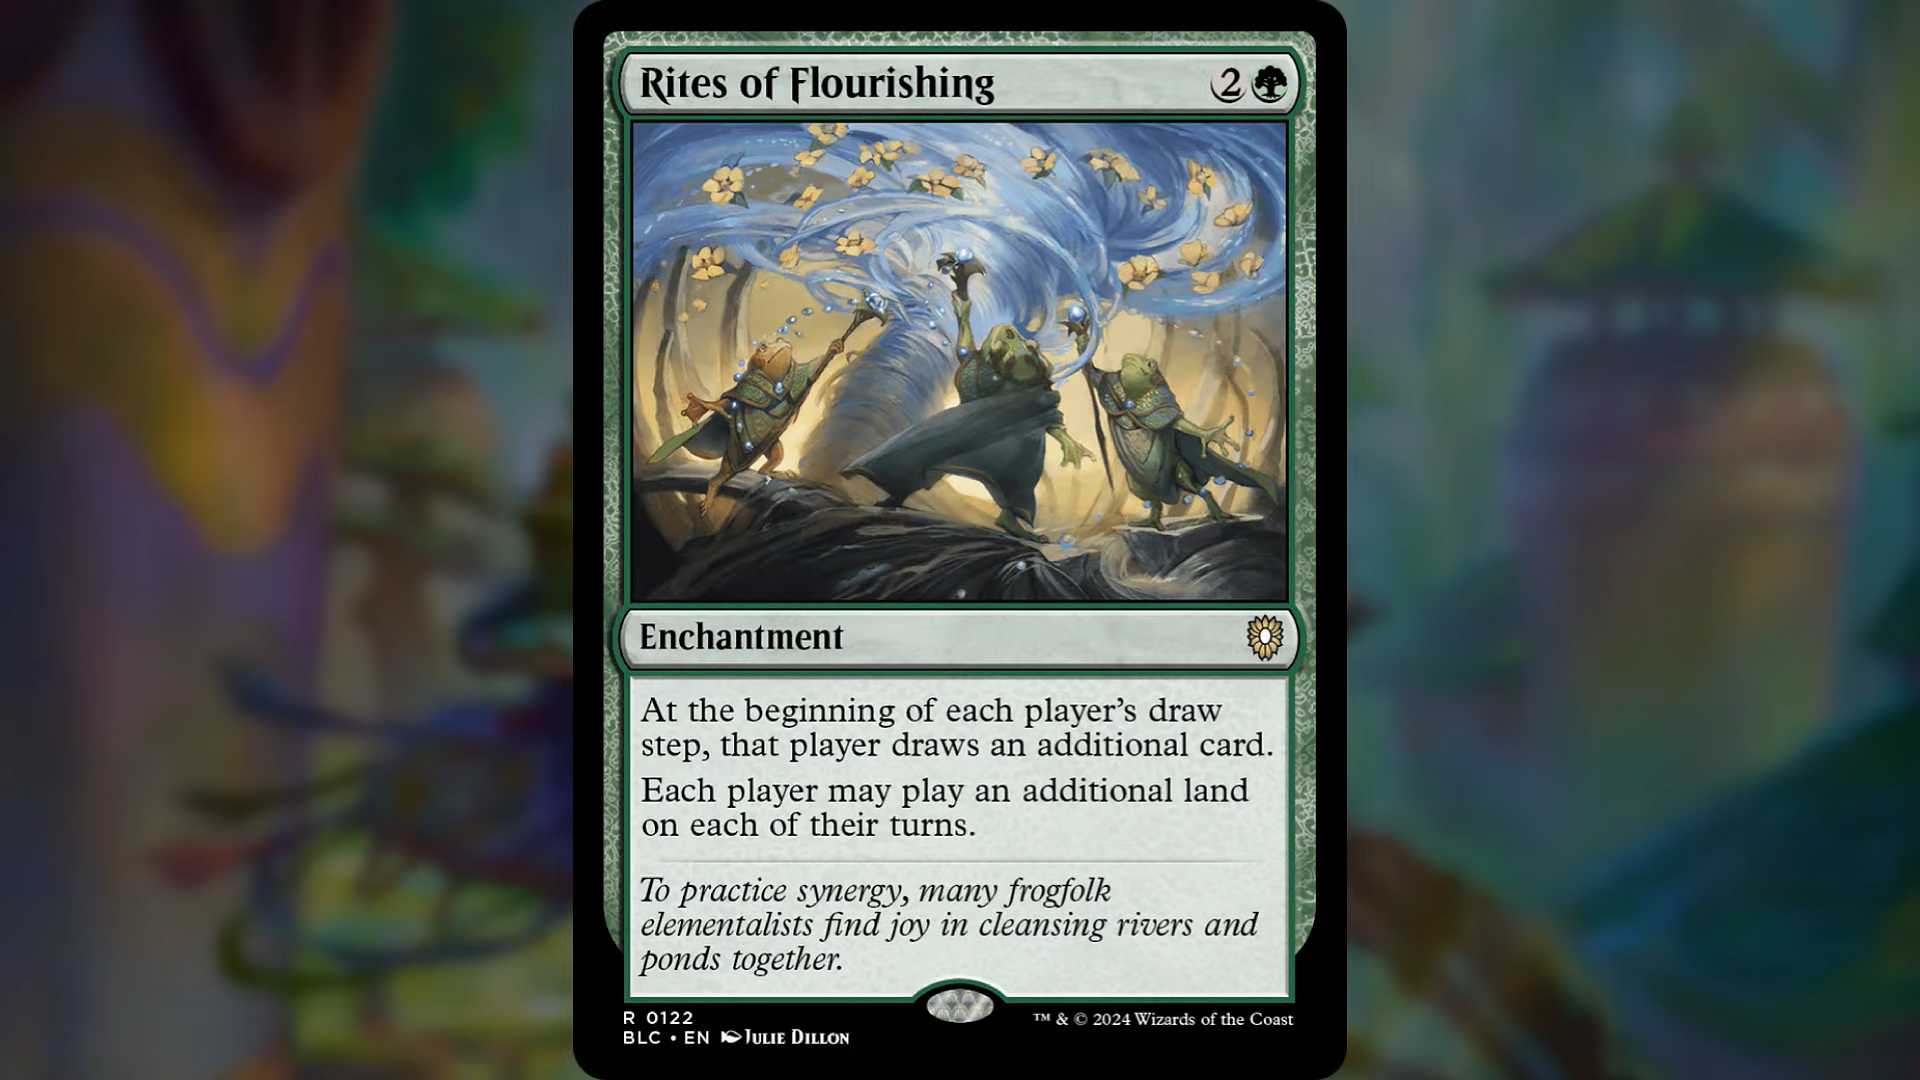 Rites of Flourishing 2
Enchantment
At the beginning of each player’s draw
step, that player draws an additional card.
Each player may play an additional land
on each of their turns.
To practice synergy, many frogfolk
elementalists find joy in cleansing rivers and
ponds together.
R 0122
BLC • EN Julie Dillon
™ & © 2024 Wizards of the Coast